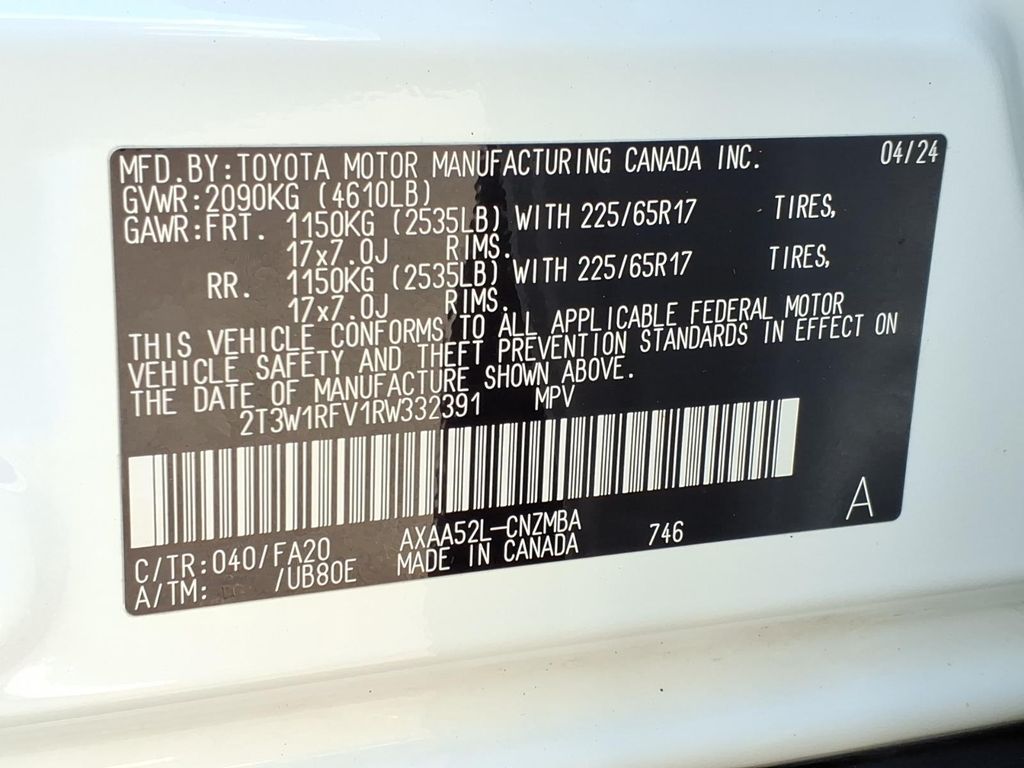 MFD.BY:TOYOTA MOTOR MANUFACTURING CANADA INC. 04/24
GVWR:2090KG (4610LB)
GAWR:FRT. 1150KG (2535LB) WITH 225/65R17 TIRES,
17x7.0J RIMS.
RR. 1150KG (2535LB) WITH 225/65R17 TIRES,
17x7.0J RIMS.
THIS VEHICLE CONFORMS TO ALL APPLICABLE FEDERAL MOTOR
VEHICLE SAFETY AND THEFT PREVENTION STANDARDS IN EFFECT ON
THE DATE OF MANUFACTURE SHOWN ABOVE.
2T3W1RFV1RW332391 MPV
A
C/TR:040/FA20 AXAA52L-CNZMBA 746
A/TM: /UB80E MADE IN CANADA